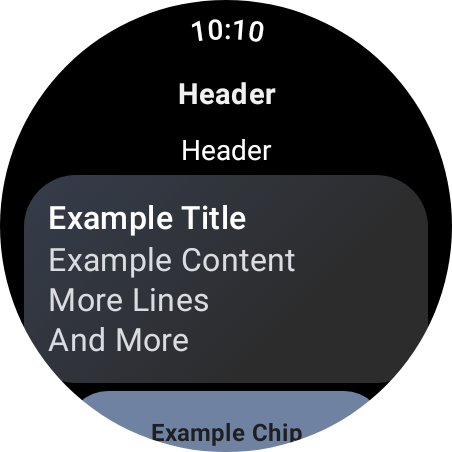 10:10
Header
Header
Example Title
Example Content
More Lines
And More
Example Chip